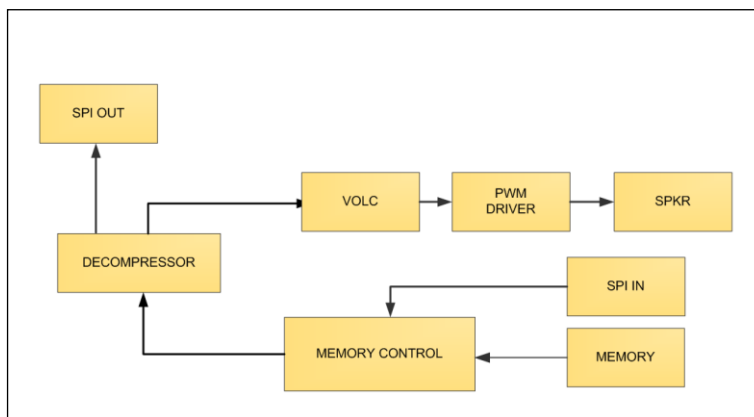 SPI OUT
VOLC
PWM
DRIVER
SPKR
DECOMPRESSOR
SPI IN
MEMORY CONTROL
MEMORY